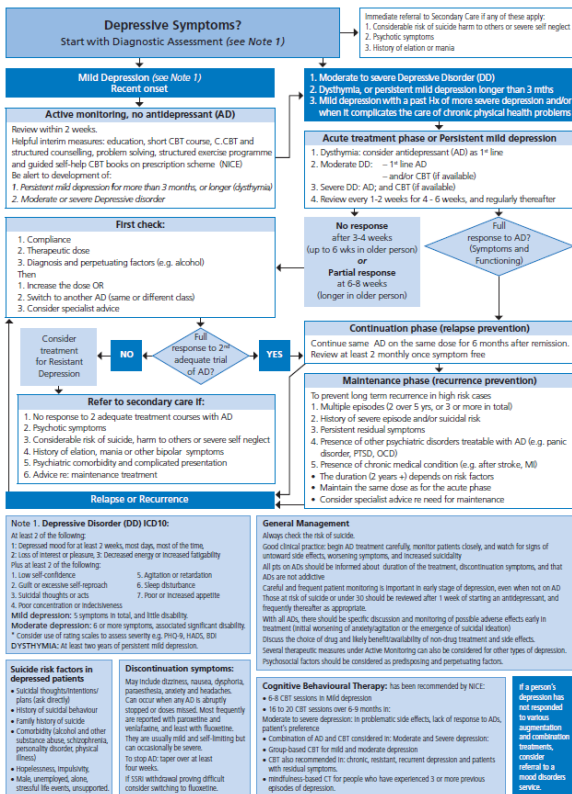 Depressive Symptoms?
Start with Diagnostic Assessment (see Note 1)
Immediate referral to Secondary Care if any of these apply:
1. Considerable risk of suicide harm to others or severe self neglect
2. Psychotic symptoms
3. History of elation or mania
Mild Depression (see Note 1)
Recent onset
1. Moderate to severe Depressive Disorder (DD)
2. Dysthymia, or persistent mild depression longer than 3 mths
3. Mild depression with a past Hx of more severe depression and/or
when it complicates the care of chronic physical health problems
Active monitoring, no antidepressant (AD)
Review within 2 weeks.
Helpful interim measures: education, short CBT course, C.CBT and
structured counselling, problem solving, structured exercise programme
and guided self-help CBT books on prescription scheme (NICE)
Be alert to development of:
1. Persistent mild depression for more than 3 months, or longer (dysthymia)
2. Moderate or severe Depressive disorder
Acute treatment phase or Persistent mild depression
1. Dysthymia: consider antidepressant (AD) as 1st line
2. Moderate DD: – 1st line AD
– and/or CBT (if available)
3. Severe DD: AD; and CBT (if available)
4. Review every 1-2 weeks for 4 - 6 weeks, and regularly thereafter
First check:
1. Compliance
2. Therapeutic dose
3. Diagnosis and perpetuating factors (e.g. alcohol)
Then
1. Increase the dose OR
2. Switch to another AD (same or different class)
3. Consider specialist advice
No response
after 3-4 weeks
(up to 6 wks in older person)
or
Partial response
at 6-8 weeks
(longer in older person)
Full
response to AD?
(Symptoms and
Functioning)
Consider
treatment
for Resistant
Depression
NO
Full
response to 2nd
adequate trial
of AD?
YES
Continuation phase (relapse prevention)
Continue same AD on the same dose for 6 months after remission.
Review at least 2 monthly once symptom free
Refer to secondary care if:
1. No response to 2 adequate treatment courses with AD
2. Psychotic symptoms
3. Considerable risk of suicide, harm to others or severe self neglect
4. History of elation, mania or other bipolar symptoms
5. Psychiatric comorbidity and complicated presentation
6. Advice re: maintenance treatment
Maintenance phase (recurrence prevention)
To prevent long term recurrence in high risk cases
1. Multiple episodes (2 over 5 yrs, or 3 or more in total)
2. History of severe episode and/or suicidal risk
3. Persistent residual symptoms
4. Presence of other psychiatric disorders treatable with AD (e.g. panic
disorder, PTSD, OCD)
5. Presence of chronic medical condition (e.g. after stroke, MI)
• The duration (2 years +) depends on risk factors
• Maintain the same dose as for the acute phase
• Consider specialist advice re need for maintenance
Relapse or Recurrence
Note 1. Depressive Disorder (DD) ICD10:
At least 2 of the following:
1: Depressed mood for at least 2 weeks, most days, most of the time,
2: Loss of interest or pleasure, 3; Decreased energy or increased fatigability
Plus at least 2 of the following:
1. Low self-confidence 5. Agitation or retardation
2. Guilt or excessive self-reproach 6. Sleep disturbance
3. Suicidal thoughts or acts 7. Poor or Increased appetite
4. Poor concentration or indecisiveness
Mild depression: 5 symptoms in total, and little disability.
Moderate depression: 6 or more symptoms, associated significant disability.
* Consider use of rating scales to assess severity e.g. PHQ-9, HADS, BDI
DYSTHYMIA: At least two years of persistent mild depression.
General Management
Always check the risk of suicide.
Good clinical practice: begin AD treatment carefully, monitor patients closely, and watch for signs of
untoward side effects, worsening symptoms, and increased suicidality
All pts on ADs should be informed about duration of the treatment, discontinuation symptoms, and that
ADs are not addictive
Careful and frequent patient monitoring is important in early stage of depression, even when not on AD
Those at risk of suicide or under 30 should be reviewed after 1 week of starting an antidepressant, and
frequently thereafter as appropriate.
With all ADs, there should be specific discussion and monitoring of possible adverse effects early in
treatment (initial worsening of anxiety/agitation or the emergence of suicidal ideation)
Discuss the choice of drug and likely benefit/availability of non-drug treatment and side effects.
Several therapeutic measures under Active Monitoring can also be considered for other types of depression.
Psychosocial factors should be considered as predisposing and perpetuating factors.
Suicide risk factors in
depressed patients
• Suicidal thoughts/intentions/
plans (ask directly)
• History of suicidal behaviour
• Family history of suicide
• Comorbidity (alcohol and other
substance abuse, schizophrenia,
personality disorder, physical
illness)
• Hopelessness, impulsivity,
• Male, unemployed, alone,
stressful life events, unsupported.
Discontinuation symptoms:
May include dizziness, nausea, dysphoria,
paraesthesia, anxiety and headaches.
Can occur when any AD is abruptly
stopped or doses missed. Most frequently
are reported with paroxetine and
venlafaxine, and least with fluoxetine.
They are usually mild and self-limiting but
can occasionally be severe.
To stop AD: taper over at least
four weeks.
If SSRI withdrawing proving difficult
consider switching to fluoxetine.
Cognitive Behavioural Therapy: has been recommended by NICE:
• 6-8 CBT sessions in Mild depression
• 16 to 20 CBT sessions over 6-9 months in:
Moderate to severe depression: in problematic side effects, lack of response to ADs,
patient's preference
• Combination of AD and CBT considered in: Moderate and Severe depression:
• Group-based CBT for mild and moderate depression
• CBT also recommended in: chronic, resistant, recurrent depression and patients
with residual symptoms.
• mindfulness-based CT for people who have experienced 3 or more previous
episodes of depression.
If a person's
depression has
not responded
to various
augmentation
and combination
treatments,
consider
referral to a
mood disorders
service.